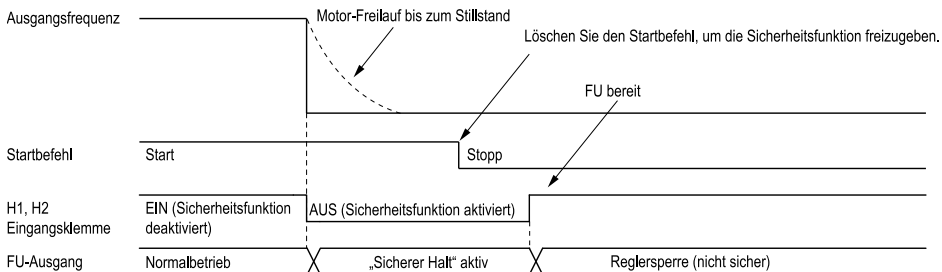 Ausgangsfrequenz
Motor-Freilauf bis zum Stillstand
Löschen Sie den Startbefehl, um die Sicherheitsfunktion freizugeben.
FU bereit
Startbefehl
Start
Stopp
H1, H2
Eingangsklemme
EIN (Sicherheitsfunktion
deaktiviert)
AUS (Sicherheitsfunktion aktiviert)
FU-Ausgang
Normalbetrieb
„Sicherer Halt“ aktiv
Reglersperre (nicht sicher)